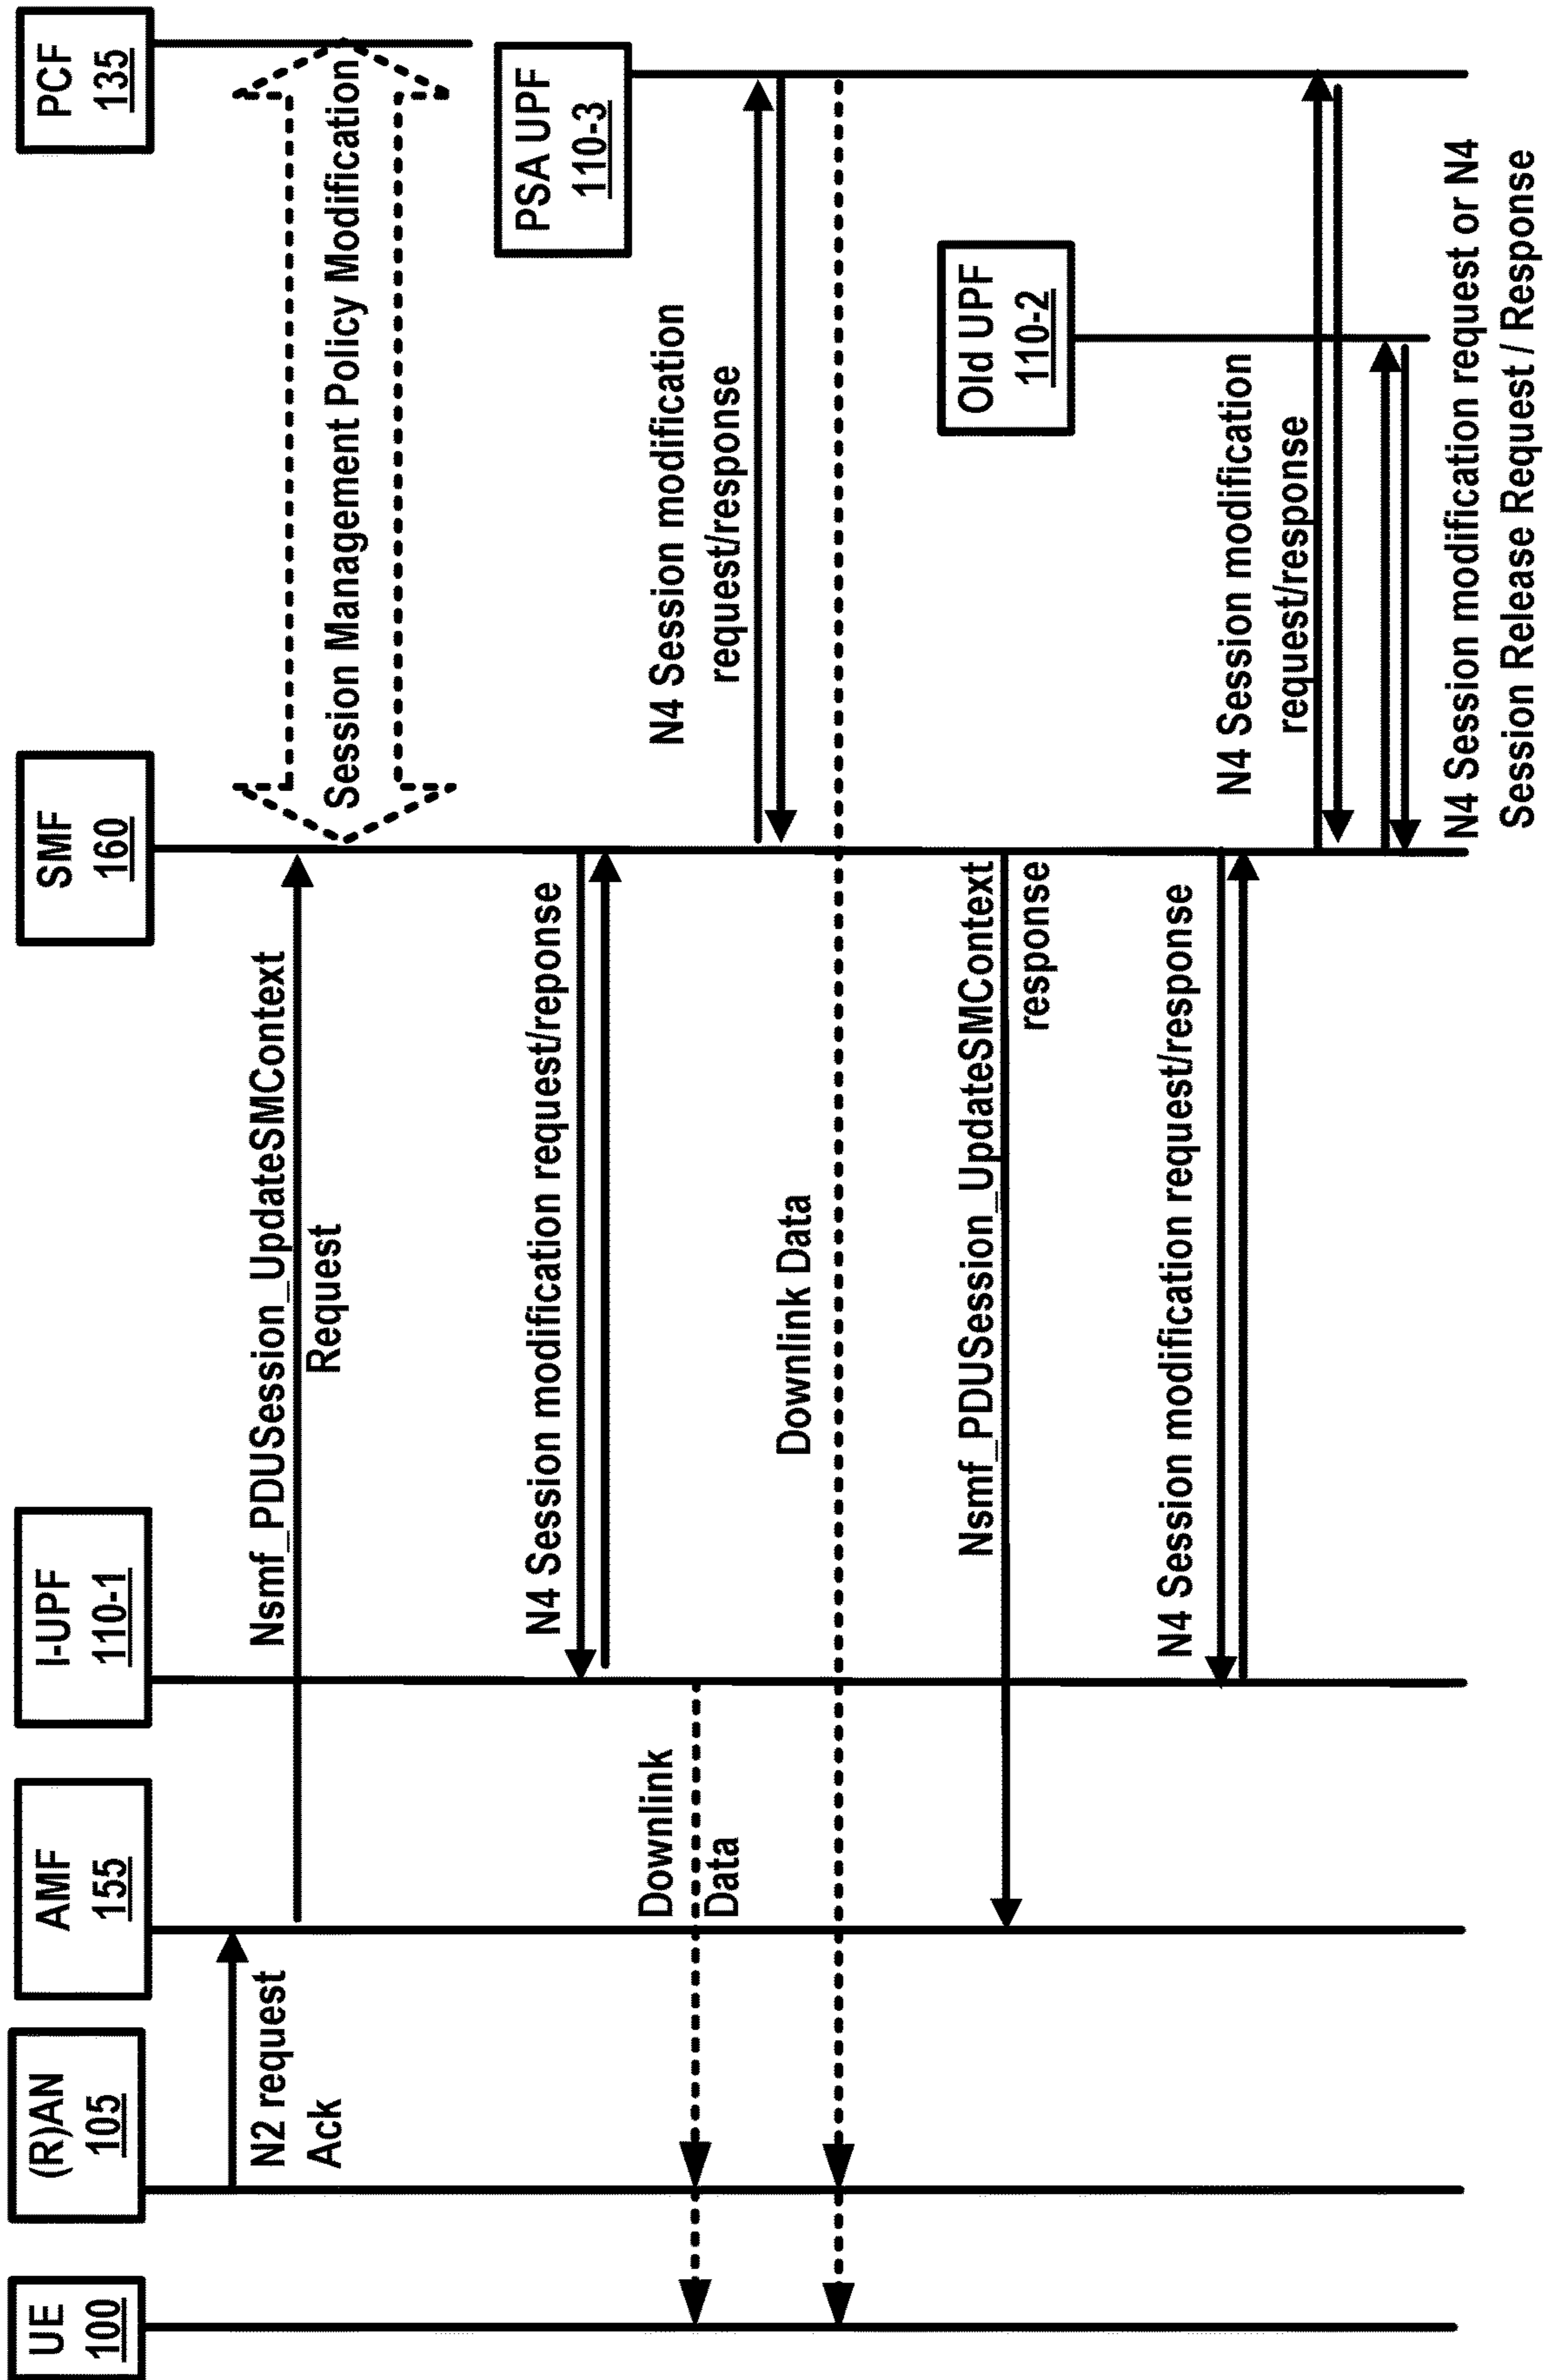 UE
100
(R)AN
105
AMF
155
I-UPF
110-1
SMF
160
PCF
135
N2 request
Ack
Nsmf_PDUSession_UpdateSMContext
Request
Session Management Policy Modification
N4 Session modification request/reponse
PSA UPF
110-3
Downlink
Data
N4 Session modification
request/response
Downlink Data
Old UPF
110-2
Nsmf_PDUSession_UpdateSMContext
response
N4 Session modification request/response
N4 Session modification
request/response
N4 Session modification request or N4
Session Release Request / Response